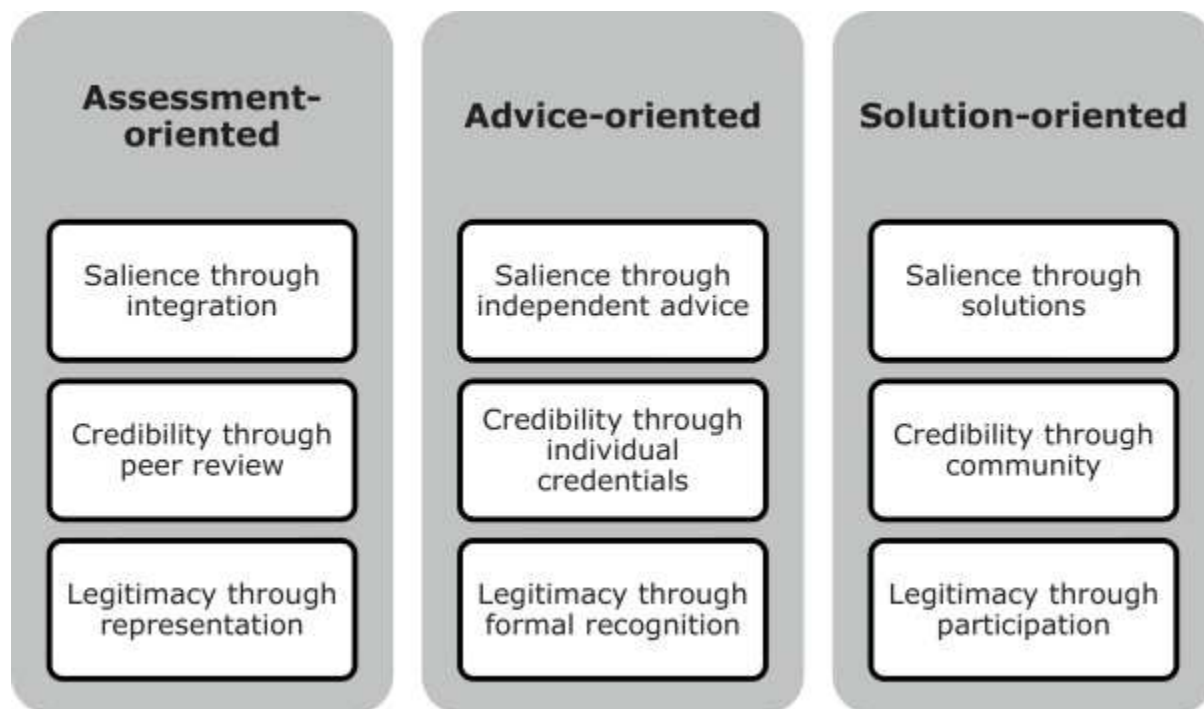 Assessment-
oriented
Salience through
integration
Credibility through
peer review
Legitimacy through
representation
Advice-oriented
Salience through
independent advice
Credibility through
individual
credentials
Legitimacy through
formal recognition
Solution-oriented
Salience through
solutions
Credibility through
community
Legitimacy through
participation